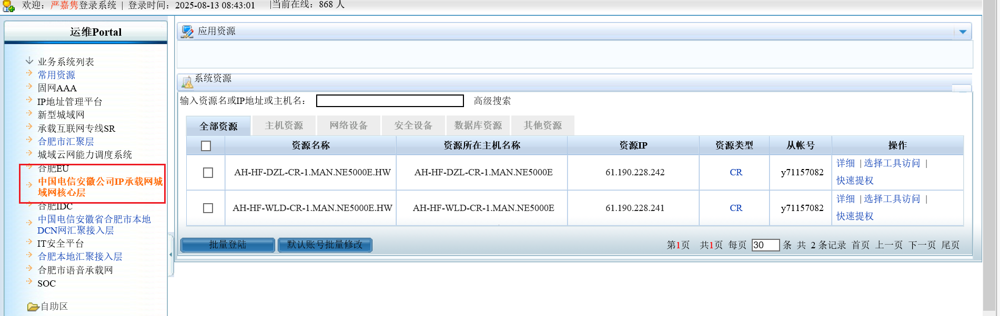 欢迎：严嘉隽登录系统 | 登录时间：2025-08-13 08:43:01 |当前在线：868 人
运维Portal
业务系统列表
常用资源
固网AAA
IP地址管理平台
新型城域网
承载互联网专线SR
合肥市汇聚层
城域云网能力调度系统
合肥EU
中国电信安徽公司IP承载网城
域网核心层
合肥IDC
中国电信安徽省合肥市本地
DCN网汇聚接入层
IT安全平台
合肥本地汇聚接入层
合肥市语音承载网
SOC
自助区
应用资源
系统资源
输入资源名或IP地址或主机名： 高级搜索
全部资源 主机资源 网络设备 安全设备 数据库资源 其他资源
资源名称 资源所在主机名称 资源IP 资源类型 从帐号 操作
AH-HF-DZL-CR-1.MAN.NE5000E.HW AH-HF-DZL-CR-1.MAN.NE5000E 61.190.228.242 CR y71157082 详细 | 选择工具访问 |
快速提权
AH-HF-WLD-CR-1.MAN.NE5000E.HW AH-HF-WLD-CR-1.MAN.NE5000E 61.190.228.241 CR y71157082 详细 | 选择工具访问 |
快速提权
批量登陆 默认账号批量修改 第1页 共1页 每页 30 条 共 2 条记录 首页 上一页 下一页 尾页